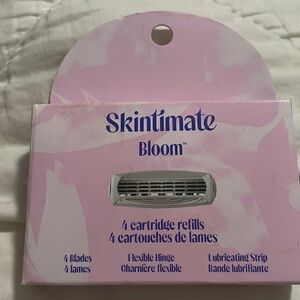 Skintimate
Bloom™
4 cartridge refills
4 cartouches de lames
4 Blades Flexible Hinge Lubricating Strip
4 lames Charnière flexible Bande lubrifiante